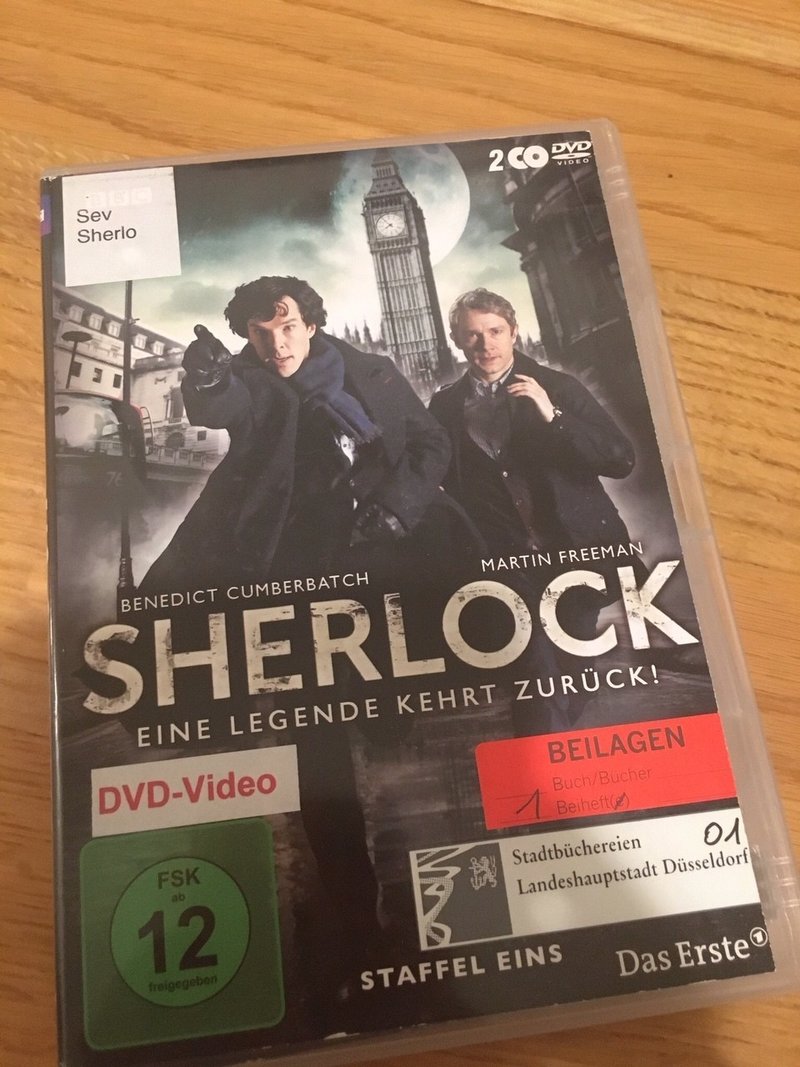 2 DVD
VIDEO
BBC
Sev
Sherlo
BENEDICT CUMBERBATCH
MARTIN FREEMAN
SHERLOCK
EINE LEGENDE KEHRT ZURÜCK!
DVD-Video
BEILAGEN
Buch/Bücher
1 Beiheft(e)
01
Stadtbüchereien
Landeshauptstadt Düsseldorf
FSK
ab
12
freigegeben
STAFFEL EINS
Das Erste